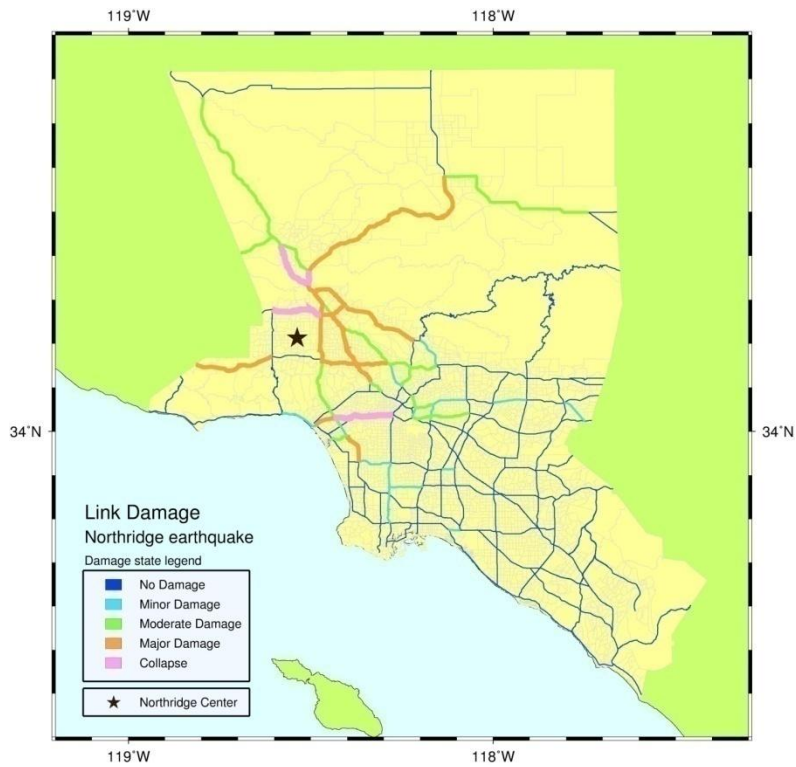 119°W 118°W
34°N 34°N
Link Damage
Northridge earthquake
Damage state legend
No Damage
Minor Damage
Moderate Damage
Major Damage
Collapse
Northridge Center
119°W 118°W